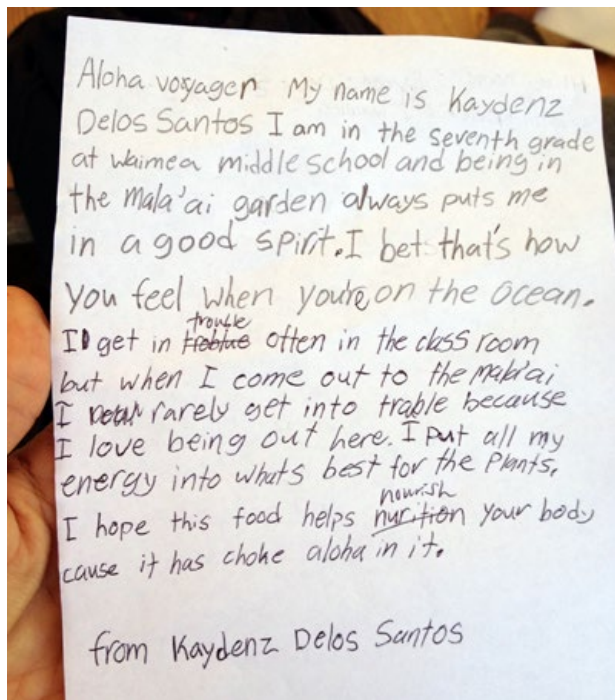 Aloha voyager My name is Kaydenz
Delos Santos I am in the seventh grade
at Waimea middle school and being in
the mala'ai garden always puts me
in a good spirit. I bet that's how
you feel when you're on the ocean.
trouble
I get in treblue often in the class room
but when I come out to the mala'ai
I rarely get into trable because
I love being out here. I put all my
energy into whats best for the plants.
nourish
I hope this food helps nurition your body
cause it has choke aloha in it.
from Kaydenz Delos Santos